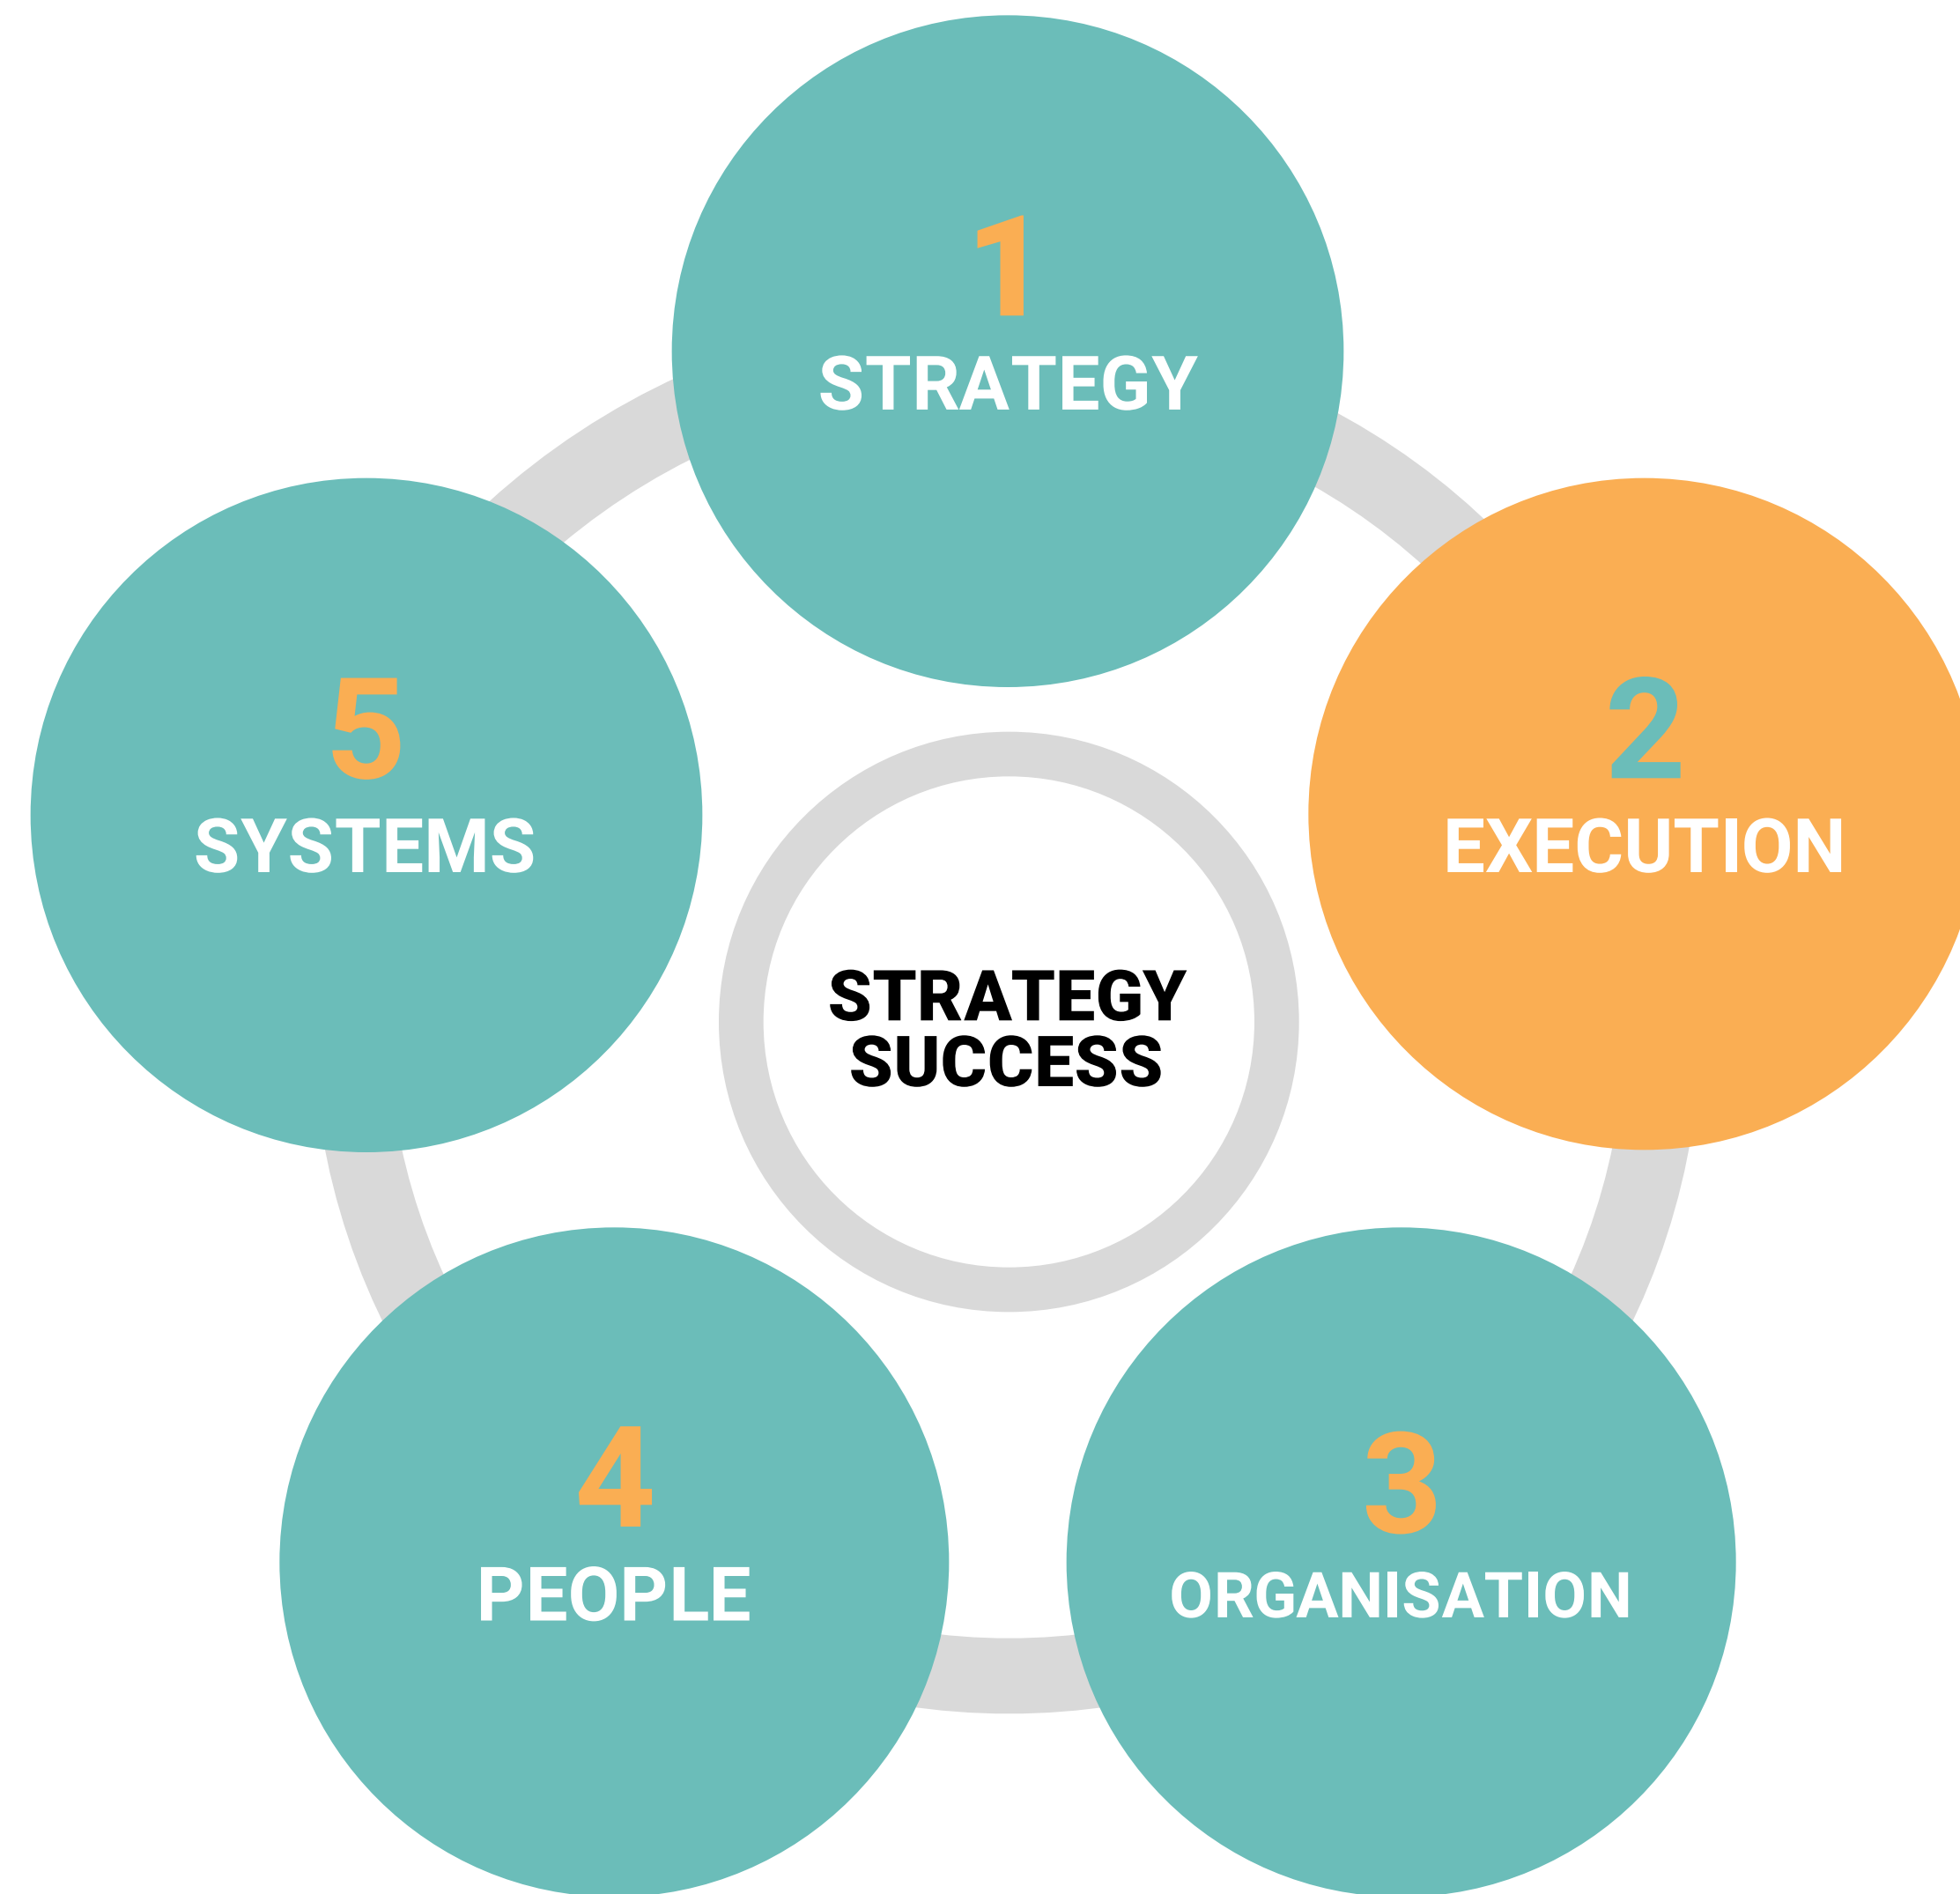 1
STRATEGY
2
EXECUTION
3
ORGANISATION
4
PEOPLE
5
SYSTEMS
STRATEGY
SUCCESS